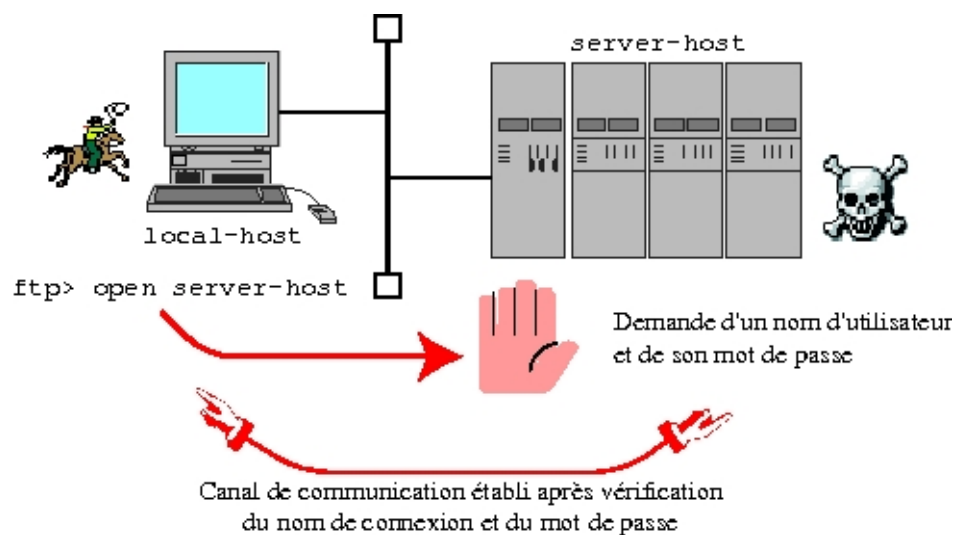 server-host
local-host
ftp> open server-host
Demande d'un nom d'utilisateur
et de son mot de passe
Canal de communication établi après vérification
du nom de connexion et du mot de passe